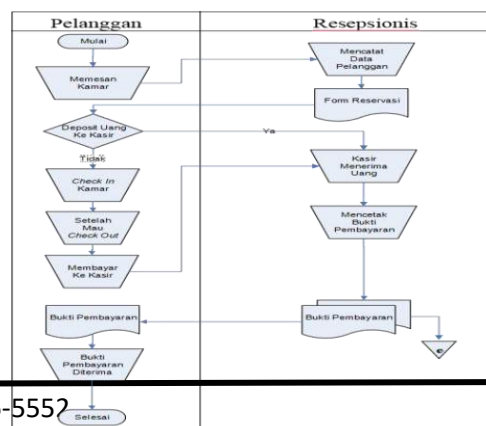 Pelanggan
Resepsionis
Mulai
Memesan
Kamar
Mencatat
Data
Pelanggan
Form Reservasi
Deposit Uang
Ke Kasir
Ya
Tidak
Check In
Kamar
Kasir
Menerima
Uang
Setelah
Mau
Check Out
Mencetak
Bukti
Pembayaran
Membayar
Ke Kasir
Bukti Pembayaran
Bukti Pembayaran
Bukti
Pembayaran
Diterima
-5552
Selesai